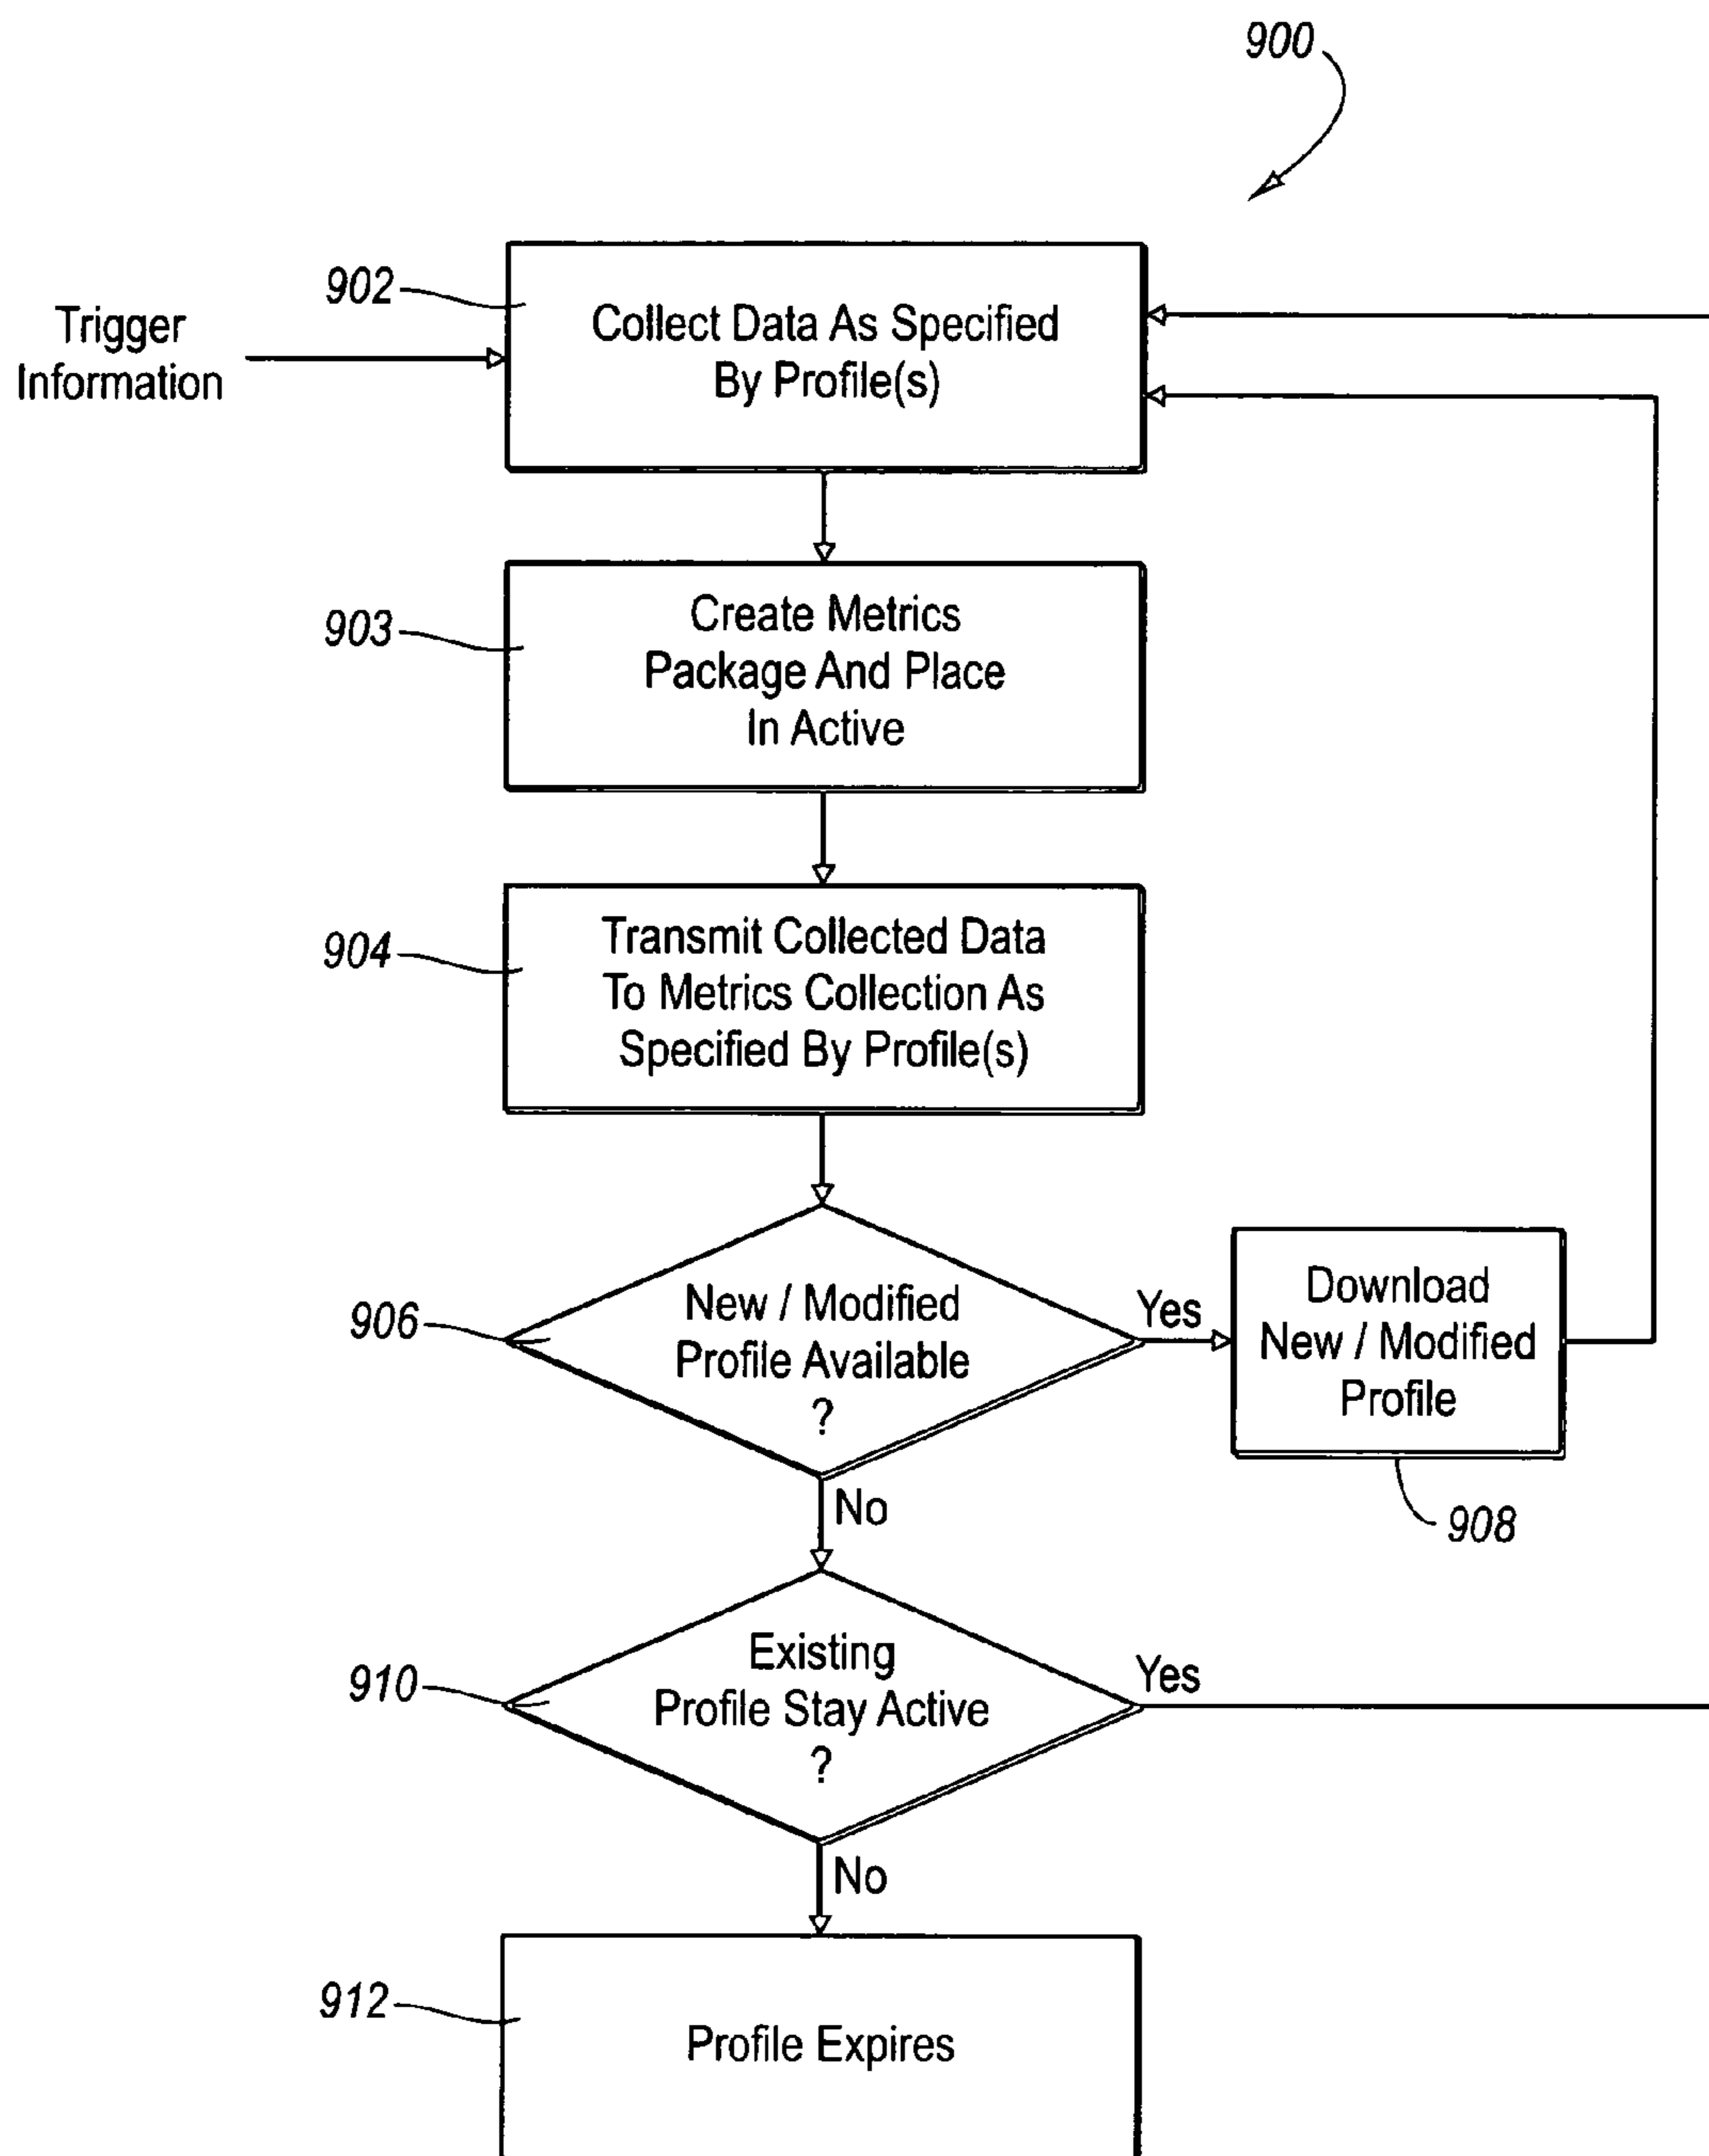 900
902
Trigger
Information
Collect Data As Specified
By Profile(s)
903
Create Metrics
Package And Place
In Active
904
Transmit Collected Data
To Metrics Collection As
Specified By Profile(s)
906
New / Modified
Profile Available
?
Yes
Download
New / Modified
Profile
908
No
910
Existing
Profile Stay Active
?
Yes
No
912
Profile Expires